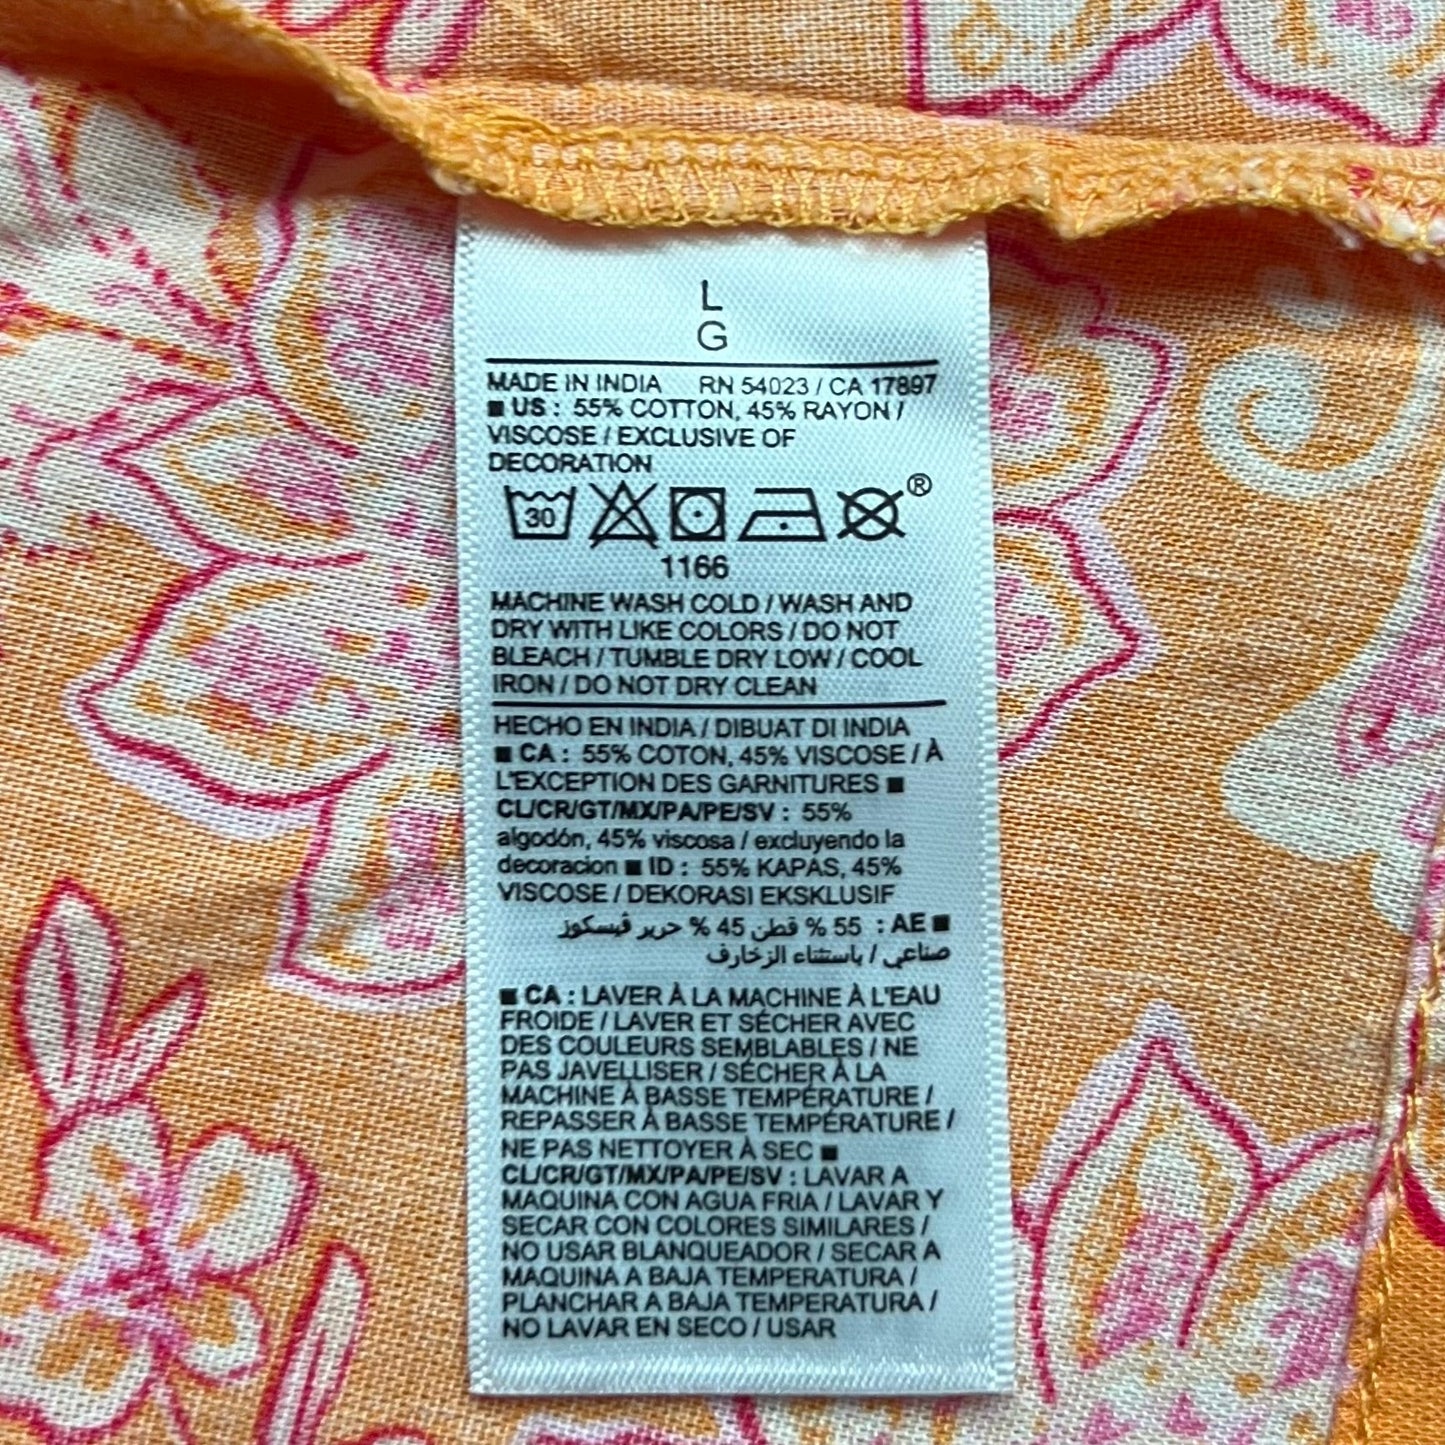 L
G
MADE IN INDIA RN 54023 / CA 17897
■ US : 55% COTTON, 45% RAYON /
VISCOSE / EXCLUSIVE OF
DECORATION
30 ®
1166
MACHINE WASH COLD / WASH AND
DRY WITH LIKE COLORS / DO NOT
BLEACH / TUMBLE DRY LOW / COOL
IRON / DO NOT DRY CLEAN
HECHO EN INDIA / DIBUAT DI INDIA
■ CA : 55% COTON, 45% VISCOSE / À
L'EXCEPTION DES GARNITURES ■
CL/CR/GT/MX/PA/PE/SV : 55%
algodón, 45% viscosa / excluyendo la
decoracion ■ ID : 55% KAPAS, 45%
VISCOSE / DEKORASI EKSKLUSIF
■ AE : 55 % قطن 45 % حرير ڤيسكوز
صناعي / باستثناء الزخارف
■ CA : LAVER À LA MACHINE À L'EAU
FROIDE / LAVER ET SÉCHER AVEC
DES COULEURS SEMBLABLES / NE
PAS JAVELLISER / SÉCHER À LA
MACHINE À BASSE TEMPÉRATURE /
REPASSER À BASSE TEMPÉRATURE /
NE PAS NETTOYER À SEC ■
CL/CR/GT/MX/PA/PE/SV : LAVAR A
MAQUINA CON AGUA FRIA / LAVAR Y
SECAR CON COLORES SIMILARES /
NO USAR BLANQUEADOR / SECAR A
MAQUINA A BAJA TEMPERATURA /
PLANCHAR A BAJA TEMPERATURA /
NO LAVAR EN SECO / USAR